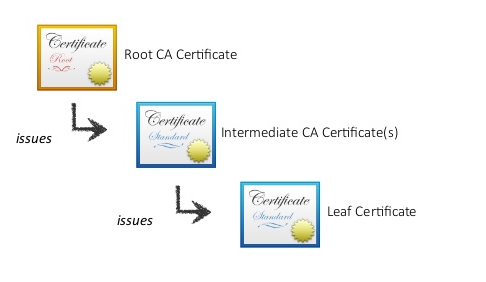 Certificate
Root
Root CA Certificate
issues
Certificate
Standard
Intermediate CA Certificate(s)
issues
Certificate
Standard
Leaf Certificate